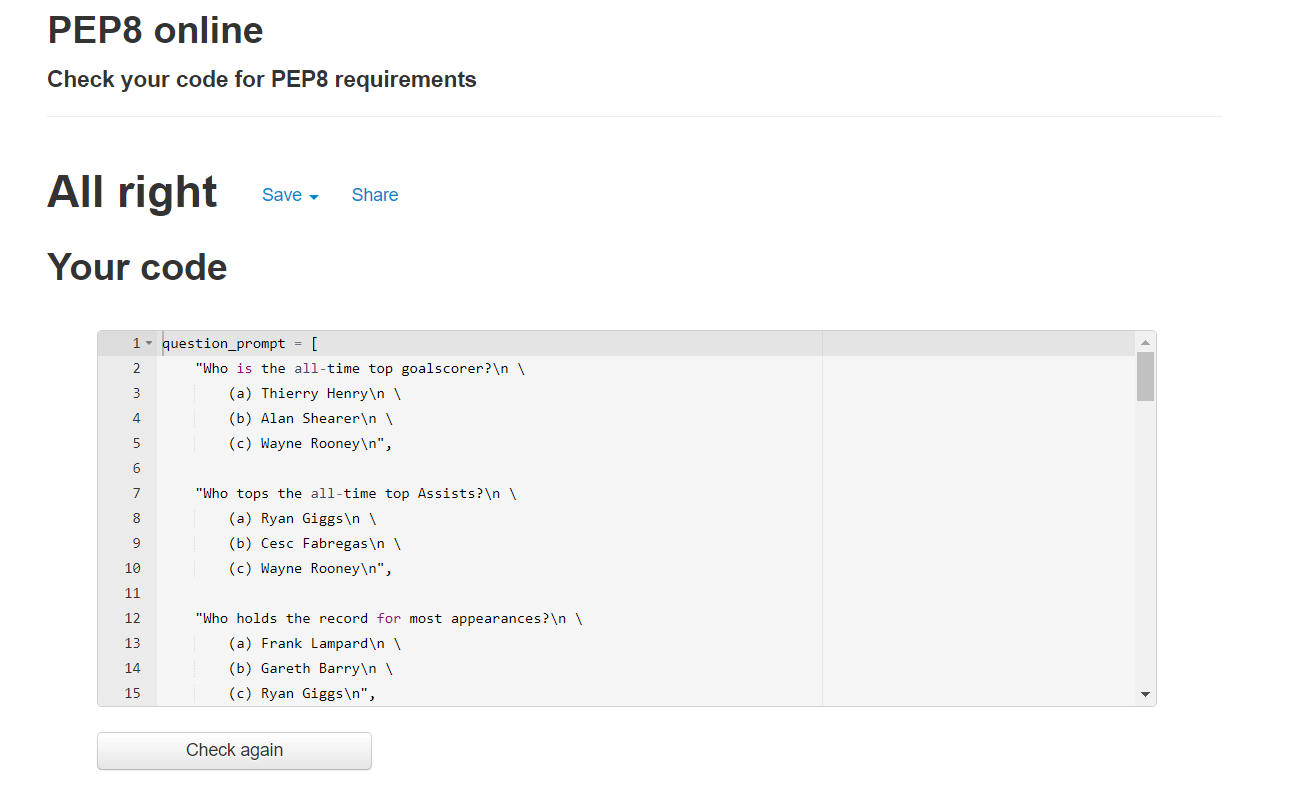 PEP8 online
Check your code for PEP8 requirements
All right Save Share
Your code
1 question_prompt = [
2 "Who is the all-time top goalscorer?\n \
3 (a) Thierry Henry\n \
4 (b) Alan Shearer\n \
5 (c) Wayne Rooney\n",
6
7 "Who tops the all-time top Assists?\n \
8 (a) Ryan Giggs\n \
9 (b) Cesc Fabregas\n \
10 (c) Wayne Rooney\n",
11
12 "Who holds the record for most appearances?\n \
13 (a) Frank Lampard\n \
14 (b) Gareth Barry\n \
15 (c) Ryan Giggs\n",
Check again